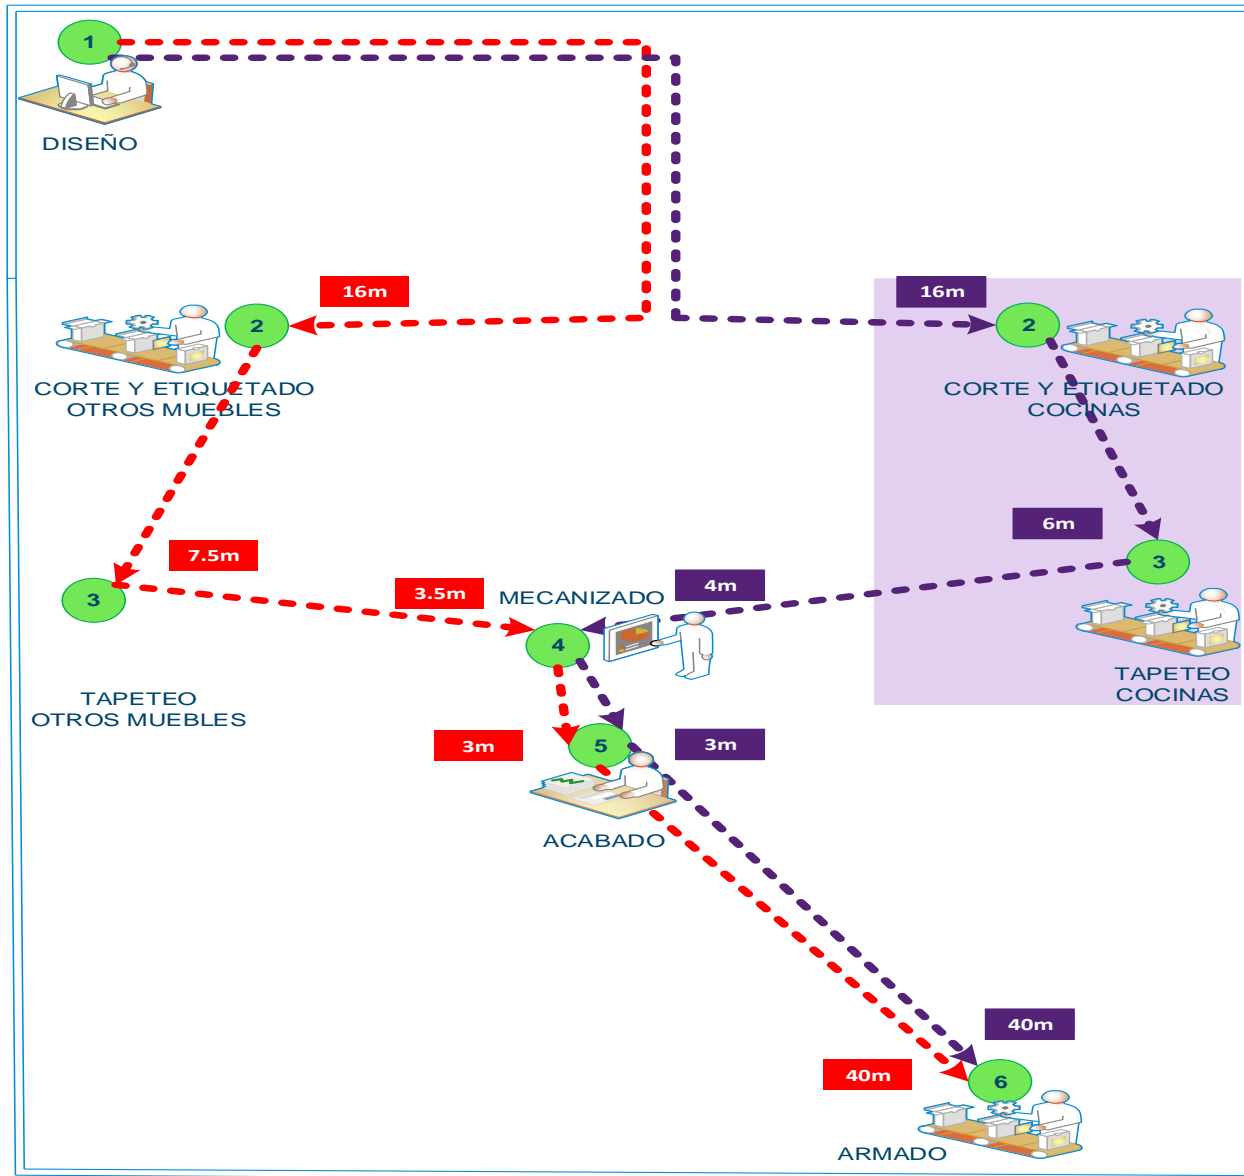 1
DISEÑO
16m
16m
2
2
CORTE Y ETIQUETADO
OTROS MUEBLES
CORTE Y ETIQUETADO
COCINAS
6m
7.5m
3
3
3.5m
MECANIZADO
4m
4
TAPETEO
OTROS MUEBLES
TAPETEO
COCINAS
3m
5
3m
ACABADO
40m
40m
6
ARMADO